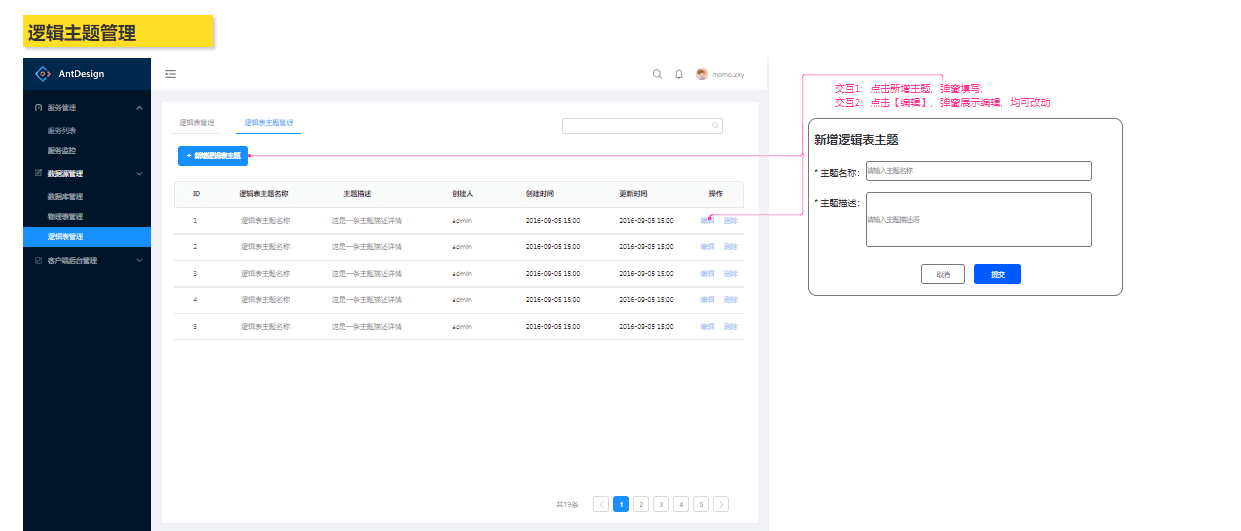 逻辑主题管理
AntDesign
momo.zxy
服务管理
服务列表
服务监控
数据源管理
数据库管理
物理表管理
逻辑表管理
客户端后台管理
逻辑表管理 逻辑表主题管理
+ 新增逻辑表主题
ID 逻辑表主题名称 主题描述 创建人 创建时间 更新时间 操作
1 逻辑表主题名称 这是一条主题描述详情 admin 2016-09-05 15:00 2016-09-05 15:00 编辑 删除
2 逻辑表主题名称 这是一条主题描述详情 admin 2016-09-05 15:00 2016-09-05 15:00 编辑 删除
3 逻辑表主题名称 这是一条主题描述详情 admin 2016-09-05 15:00 2016-09-05 15:00 编辑 删除
4 逻辑表主题名称 这是一条主题描述详情 admin 2016-09-05 15:00 2016-09-05 15:00 编辑 删除
5 逻辑表主题名称 这是一条主题描述详情 admin 2016-09-05 15:00 2016-09-05 15:00 编辑 删除
共19条 1 2 3 4 5
交互1：点击新增主题，弹窗填写;
交互2：点击【编辑】，弹窗展示编辑，均可改动
新增逻辑表主题
* 主题名称： 请输入主题名称
* 主题描述： 请输入主题描述语
取消 提交